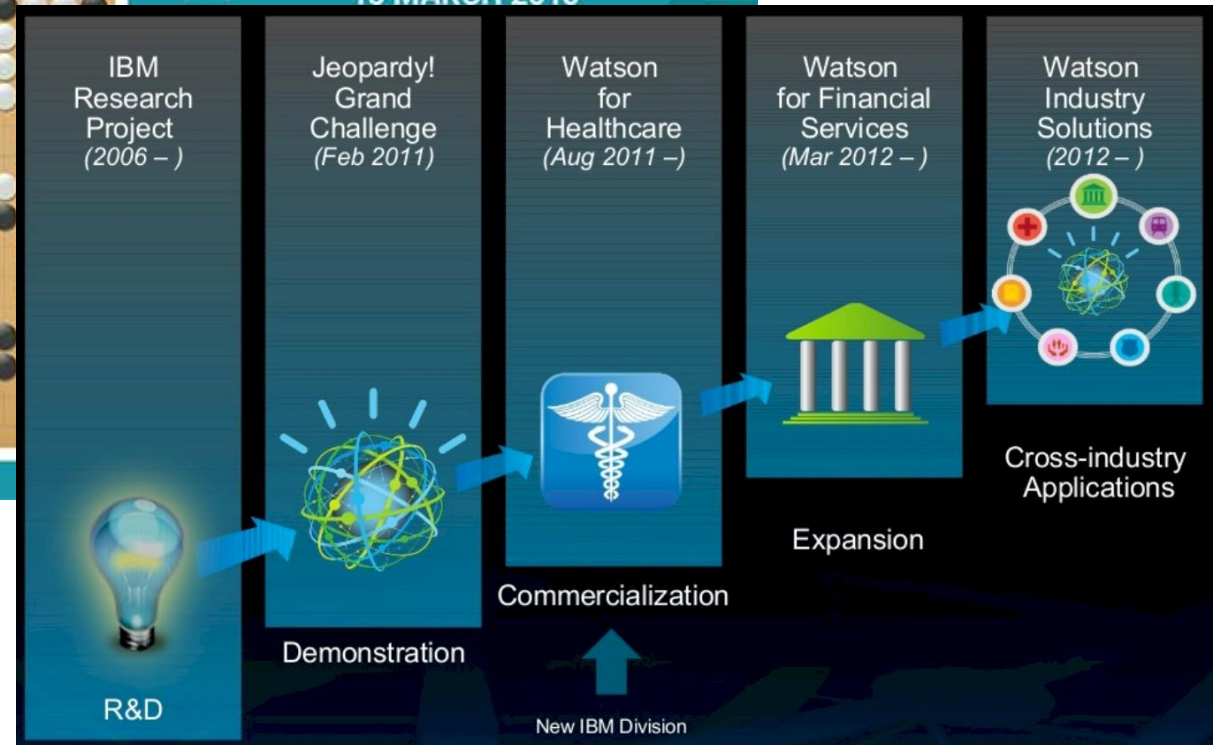 IBM
Research
Project
(2006 – )
Jeopardy!
Grand
Challenge
(Feb 2011)
Watson
for
Healthcare
(Aug 2011 –)
Watson
for Financial
Services
(Mar 2012 – )
Watson
Industry
Solutions
(2012 – )
R&D
Demonstration
Commercialization
New IBM Division
Expansion
Cross-industry
Applications